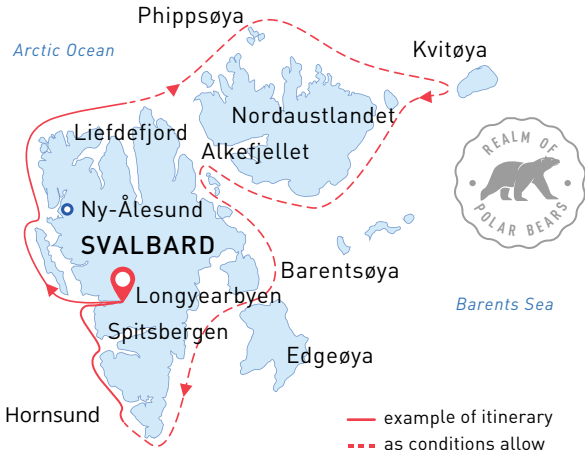 Phippsøya
Arctic Ocean
Kvitøya
Nordaustlandet
Liefdefjord
Alkefjellet
REALM OF
POLAR BEARS
Ny-Ålesund
SVALBARD
Barentsøya
Longyearbyen
Barents Sea
Spitsbergen
Edgeøya
Hornsund
example of itinerary
as conditions allow